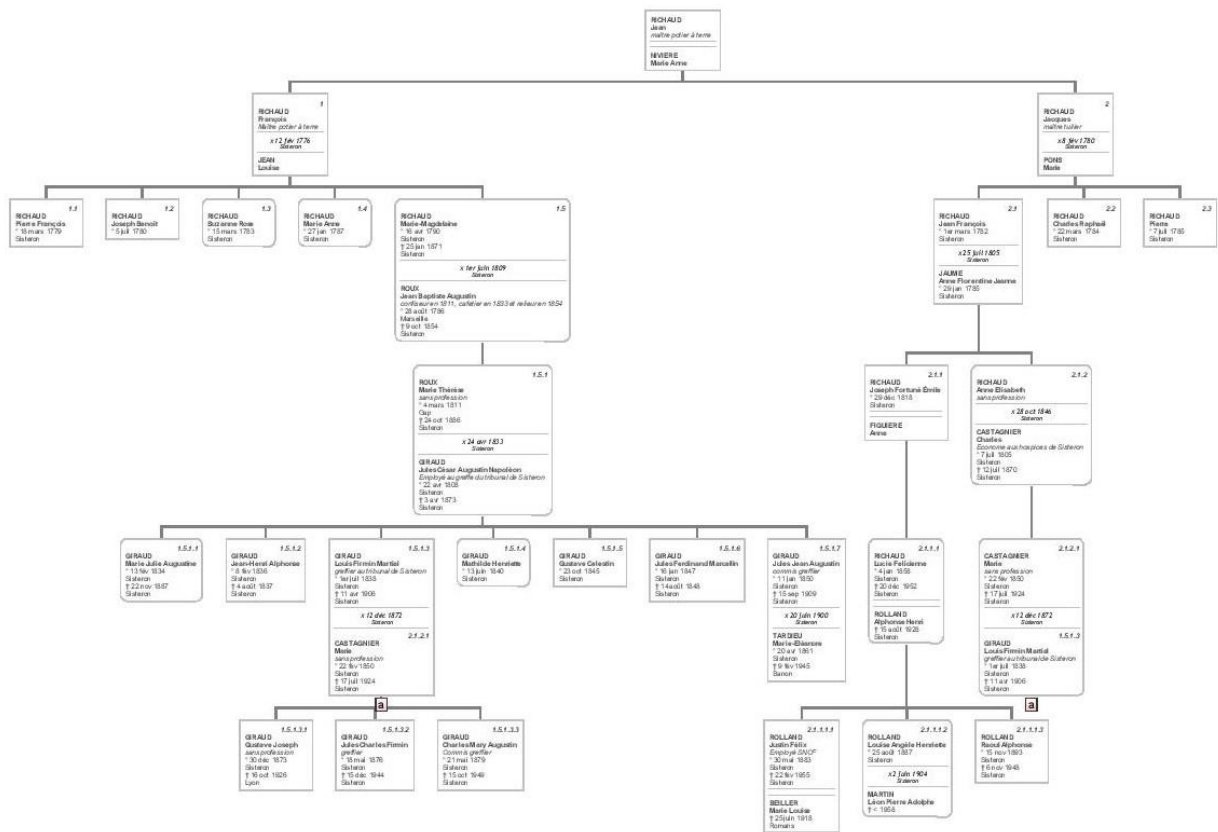 RICHAUD
Jean
maître potier à terre
NIVIERE
Marie Anne
1
RICHAUD
François
Maître potier à terre
x 12 fév 1776
Sisteron
JEAN
Louise
2
RICHAUD
Jacques
maître tuilier
x 8 fév 1780
Sisteron
PONS
Marie
1.1
RICHAUD
Pierre François
° 18 mars 1779
Sisteron
1.2
RICHAUD
Joseph Benoît
° 5 juil 1780
1.3
RICHAUD
Suzanne Rose
° 15 mars 1783
Sisteron
1.4
RICHAUD
Marie Anne
° 27 jan 1787
Sisteron
1.5
RICHAUD
Marie-Magdelaine
° 16 avr 1790
Sisteron
† 25 jan 1871
Sisteron
x 1er juin 1809
Sisteron
ROUX
Jean Baptiste Augustin
confiseur en 1811, cafetier en 1833 et relieur en 1854
° 28 août 1786
Marseille
† 9 oct 1854
Sisteron
2.1
RICHAUD
Jean François
° 1er mars 1782
Sisteron
x 25 juil 1805
Sisteron
JAUME
Anne Florentine Jeanne
° 29 jan 1785
Sisteron
2.2
RICHAUD
Charles Raphaël
° 22 mars 1784
Sisteron
2.3
RICHAUD
Pierre
° 7 juil 1785
Sisteron
1.5.1
ROUX
Marie Thérèse
sans profession
° 4 mars 1811
Gap
† 24 oct 1886
Sisteron
x 24 avr 1833
Sisteron
GIRAUD
Jules César Augustin Napoléon
Employé au greffe du tribunal de Sisteron
° 22 avr 1808
Sisteron
† 3 avr 1873
Sisteron
2.1.1
RICHAUD
Joseph Fortuné Émile
° 29 déc 1818
Sisteron
FIGUIERE
Anne
2.1.2
RICHAUD
Anne Elisabeth
sans profession
x 28 oct 1846
Sisteron
CASTAGNIER
Charles
Econome aux hospices de Sisteron
° 7 juil 1805
Sisteron
† 12 juil 1870
Sisteron
1.5.1.1
GIRAUD
Marie Julie Augustine
° 13 fév 1834
Sisteron
† 22 nov 1887
Sisteron
1.5.1.2
GIRAUD
Jean-Henri Alphonse
° 8 fév 1836
Sisteron
† 4 août 1837
Sisteron
1.5.1.3
GIRAUD
Louis Firmin Martial
greffier au tribunal de Sisteron
° 1er juil 1838
Sisteron
† 11 avr 1906
Sisteron
x 12 déc 1872
Sisteron
2.1.2.1
CASTAGNIER
Marie
sans profession
° 22 fév 1850
Sisteron
† 17 juil 1924
Sisteron
1.5.1.4
GIRAUD
Mathilde Henriette
° 13 juin 1840
Sisteron
1.5.1.5
GIRAUD
Gustave Celestin
° 23 oct 1845
Sisteron
1.5.1.6
GIRAUD
Jules Ferdinand Marcellin
° 16 jan 1847
Sisteron
† 14 août 1848
Sisteron
1.5.1.7
GIRAUD
Jules Jean Augustin
commis greffier
° 11 jan 1850
Sisteron
† 15 sep 1909
Sisteron
x 20 juin 1900
Sisteron
TARDIEU
Marie-Eléanore
° 20 avr 1861
Sisteron
† 9 fév 1945
Banon
2.1.1.1
RICHAUD
Lucie Felicienne
° 4 jan 1858
Sisteron
† 20 déc 1952
Sisteron
ROLLAND
Alphonse Henri
† 15 août 1928
Sisteron
2.1.2.1
CASTAGNIER
Marie
sans profession
° 22 fév 1850
Sisteron
† 17 juil 1924
Sisteron
x 12 déc 1872
Sisteron
1.5.1.3
GIRAUD
Louis Firmin Martial
greffier au tribunal de Sisteron
° 1er juil 1838
Sisteron
† 11 avr 1906
Sisteron
a
a
1.5.1.3.1
GIRAUD
Gustave Joseph
sans profession
° 30 déc 1873
Sisteron
† 16 oct 1926
Lyon
1.5.1.3.2
GIRAUD
Jules Charles Firmin
greffier
° 18 mai 1876
Sisteron
† 15 déc 1944
Sisteron
1.5.1.3.3
GIRAUD
Charles Mary Augustin
Commis greffier
° 21 mai 1879
Sisteron
† 15 oct 1949
Sisteron
2.1.1.1.1
ROLLAND
Justin Félix
Employé SNCF
° 30 mai 1883
Sisteron
† 22 fév 1955
Sisteron
BEILLER
Marie Louise
† 25 juin 1918
Romans
2.1.1.1.2
ROLLAND
Louise Angèle Henriette
° 25 août 1887
Sisteron
x 2 juin 1904
Sisteron
MARTIN
Léon Pierre Adolphe
† < 1958
2.1.1.1.3
ROLLAND
Raoul Alphonse
° 15 nov 1893
Sisteron
† 6 nov 1948
Sisteron